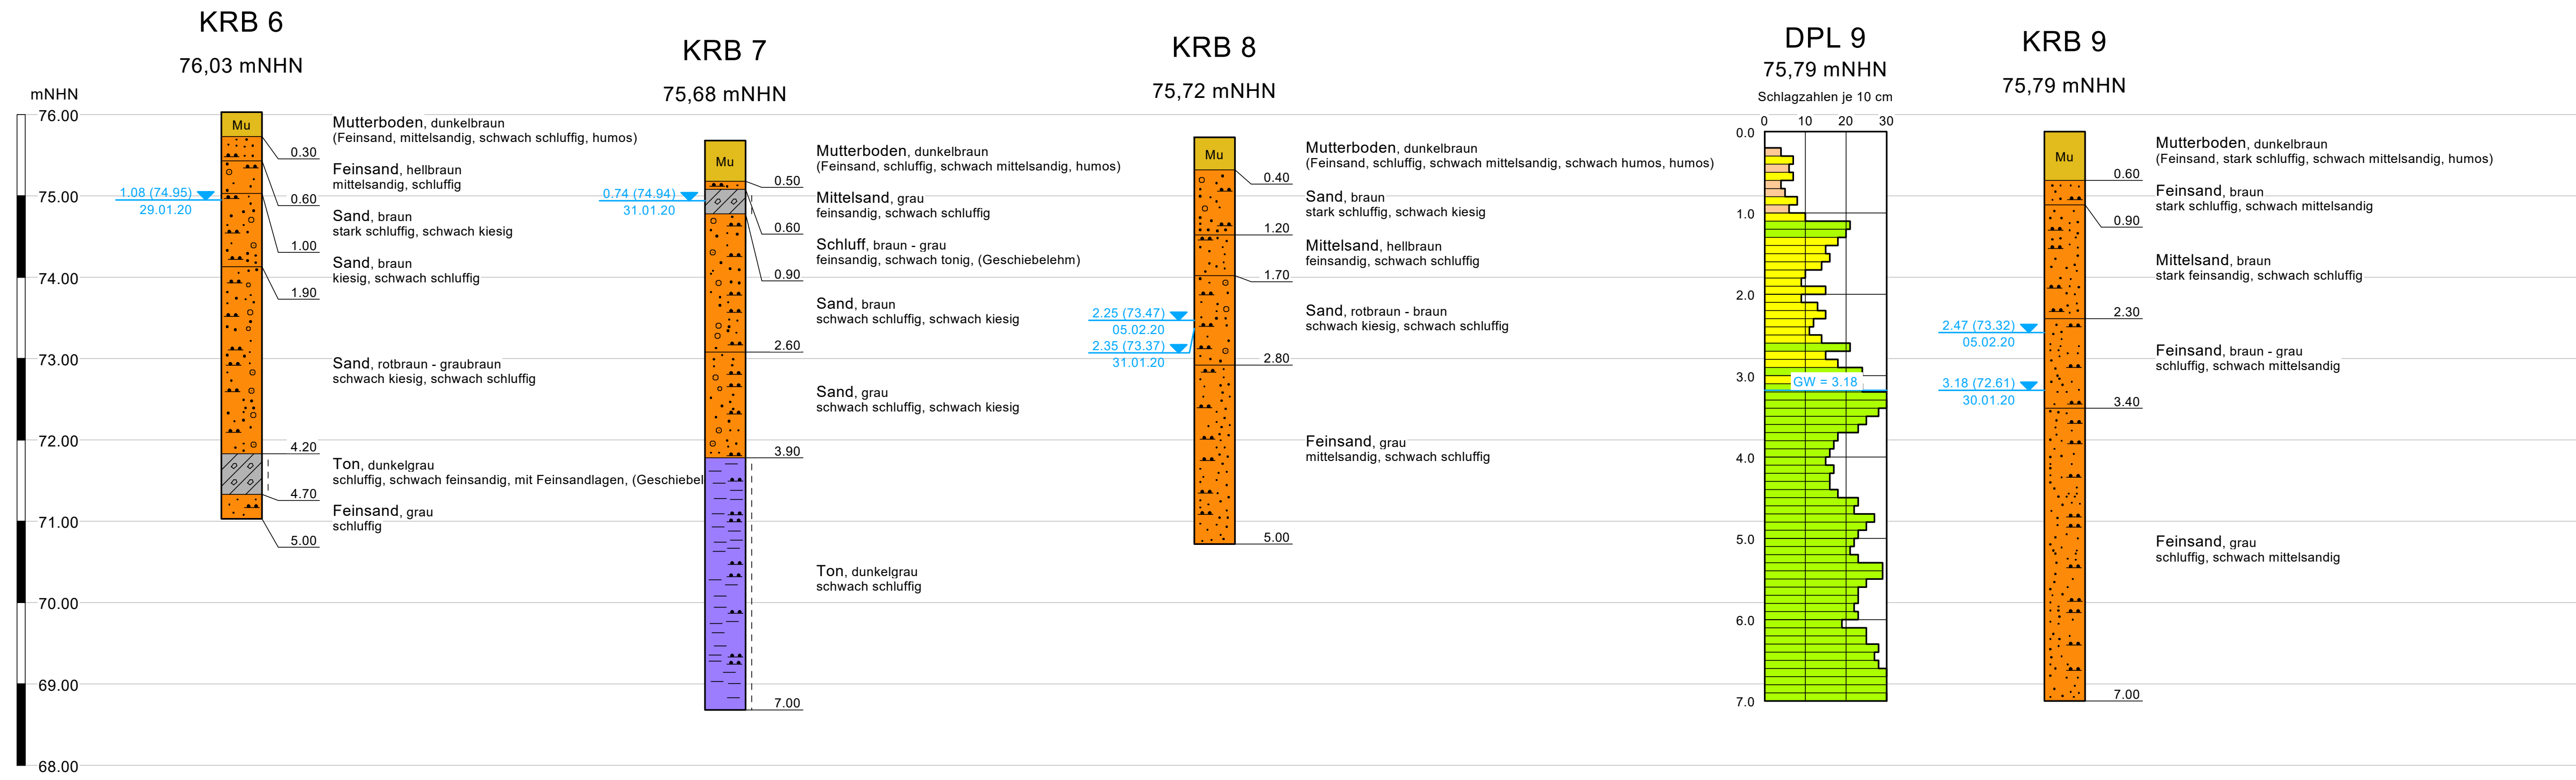 KRB 6
76,03 mNHN
mNHN
76.00
75.00
74.00
73.00
72.00
71.00
70.00
69.00
68.00
Mu
1.08 (74.95)
29.01.20
0.30
0.60
1.00
1.90
4.20
4.70
5.00
Mutterboden, dunkelbraun
(Feinsand, mittelsandig, schwach schluffig, humos)
Feinsand, hellbraun
mittelsandig, schluffig
Sand, braun
stark schluffig, schwach kiesig
Sand, braun
kiesig, schwach schluffig
Sand, rotbraun - graubraun
schwach kiesig, schwach schluffig
Ton, dunkelgrau
schluffig, schwach feinsandig, mit Feinsandlagen, (Geschiebel
Feinsand, grau
schluffig
KRB 7
75,68 mNHN
Mu
0.74 (74.94)
31.01.20
0.50
0.60
0.90
2.60
3.90
7.00
Mutterboden, dunkelbraun
(Feinsand, schluffig, schwach mittelsandig, humos)
Mittelsand, grau
feinsandig, schwach schluffig
Schluff, braun - grau
feinsandig, schwach tonig, (Geschiebelehm)
Sand, braun
schwach schluffig, schwach kiesig
Sand, grau
schwach schluffig, schwach kiesig
Ton, dunkelgrau
schwach schluffig
KRB 8
75,72 mNHN
Mu
2.25 (73.47)
05.02.20
2.35 (73.37)
31.01.20
0.40
1.20
1.70
2.80
5.00
Mutterboden, dunkelbraun
(Feinsand, schluffig, schwach mittelsandig, schwach humos, humos)
Sand, braun
stark schluffig, schwach kiesig
Mittelsand, hellbraun
feinsandig, schwach schluffig
Sand, rotbraun - braun
schwach kiesig, schwach schluffig
Feinsand, grau
mittelsandig, schwach schluffig
DPL 9
75,79 mNHN
Schlagzahlen je 10 cm
0 10 20 30
0.0
1.0
2.0
3.0
GW = 3.18
4.0
5.0
6.0
7.0
KRB 9
75,79 mNHN
Mu
2.47 (73.32)
05.02.20
3.18 (72.61)
30.01.20
0.60
0.90
2.30
3.40
7.00
Mutterboden, dunkelbraun
(Feinsand, stark schluffig, schwach mittelsandig, humos)
Feinsand, braun
stark schluffig, schwach mittelsandig
Mittelsand, braun
stark feinsandig, schwach schluffig
Feinsand, braun - grau
schluffig, schwach mittelsandig
Feinsand, grau
schluffig, schwach mittelsandig